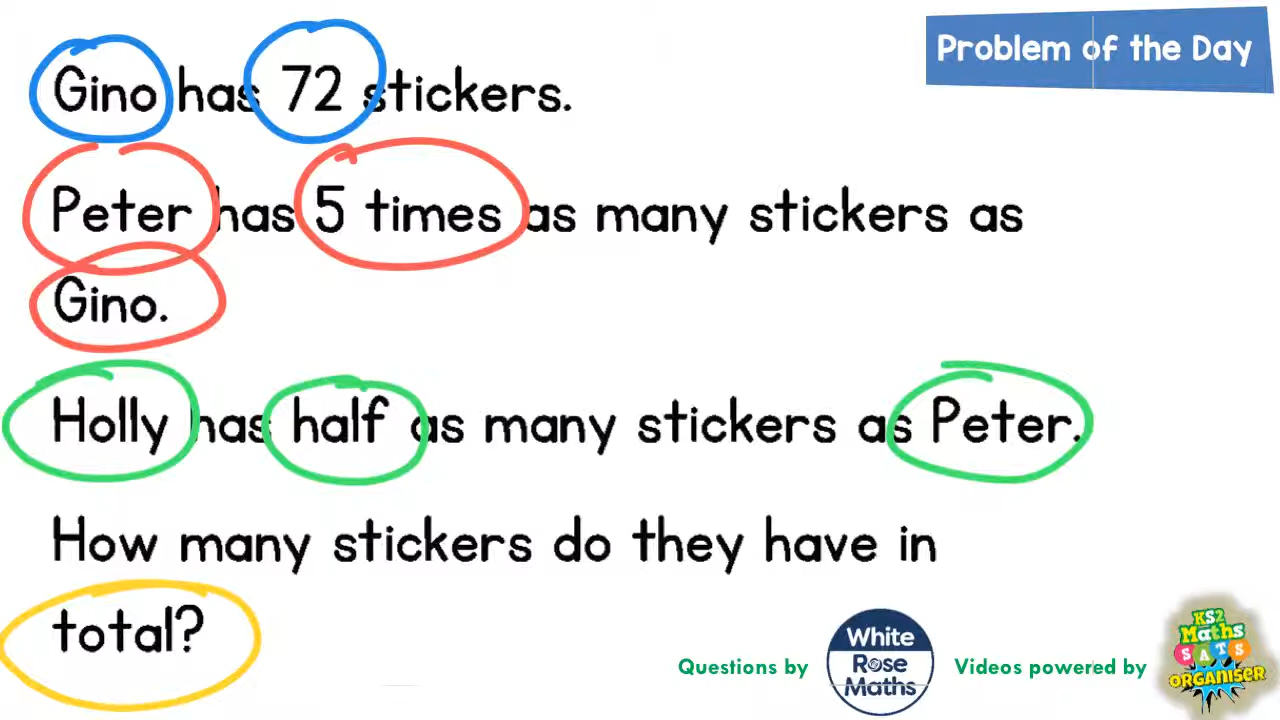 Problem of the Day
Gino has 72 stickers.
Peter has 5 times as many stickers as
Gino.
Holly has half as many stickers as Peter.
How many stickers do they have in
total?
Questions by
White
Rose
Maths
Videos powered by
KS2
Maths
SATS
ORGANISER